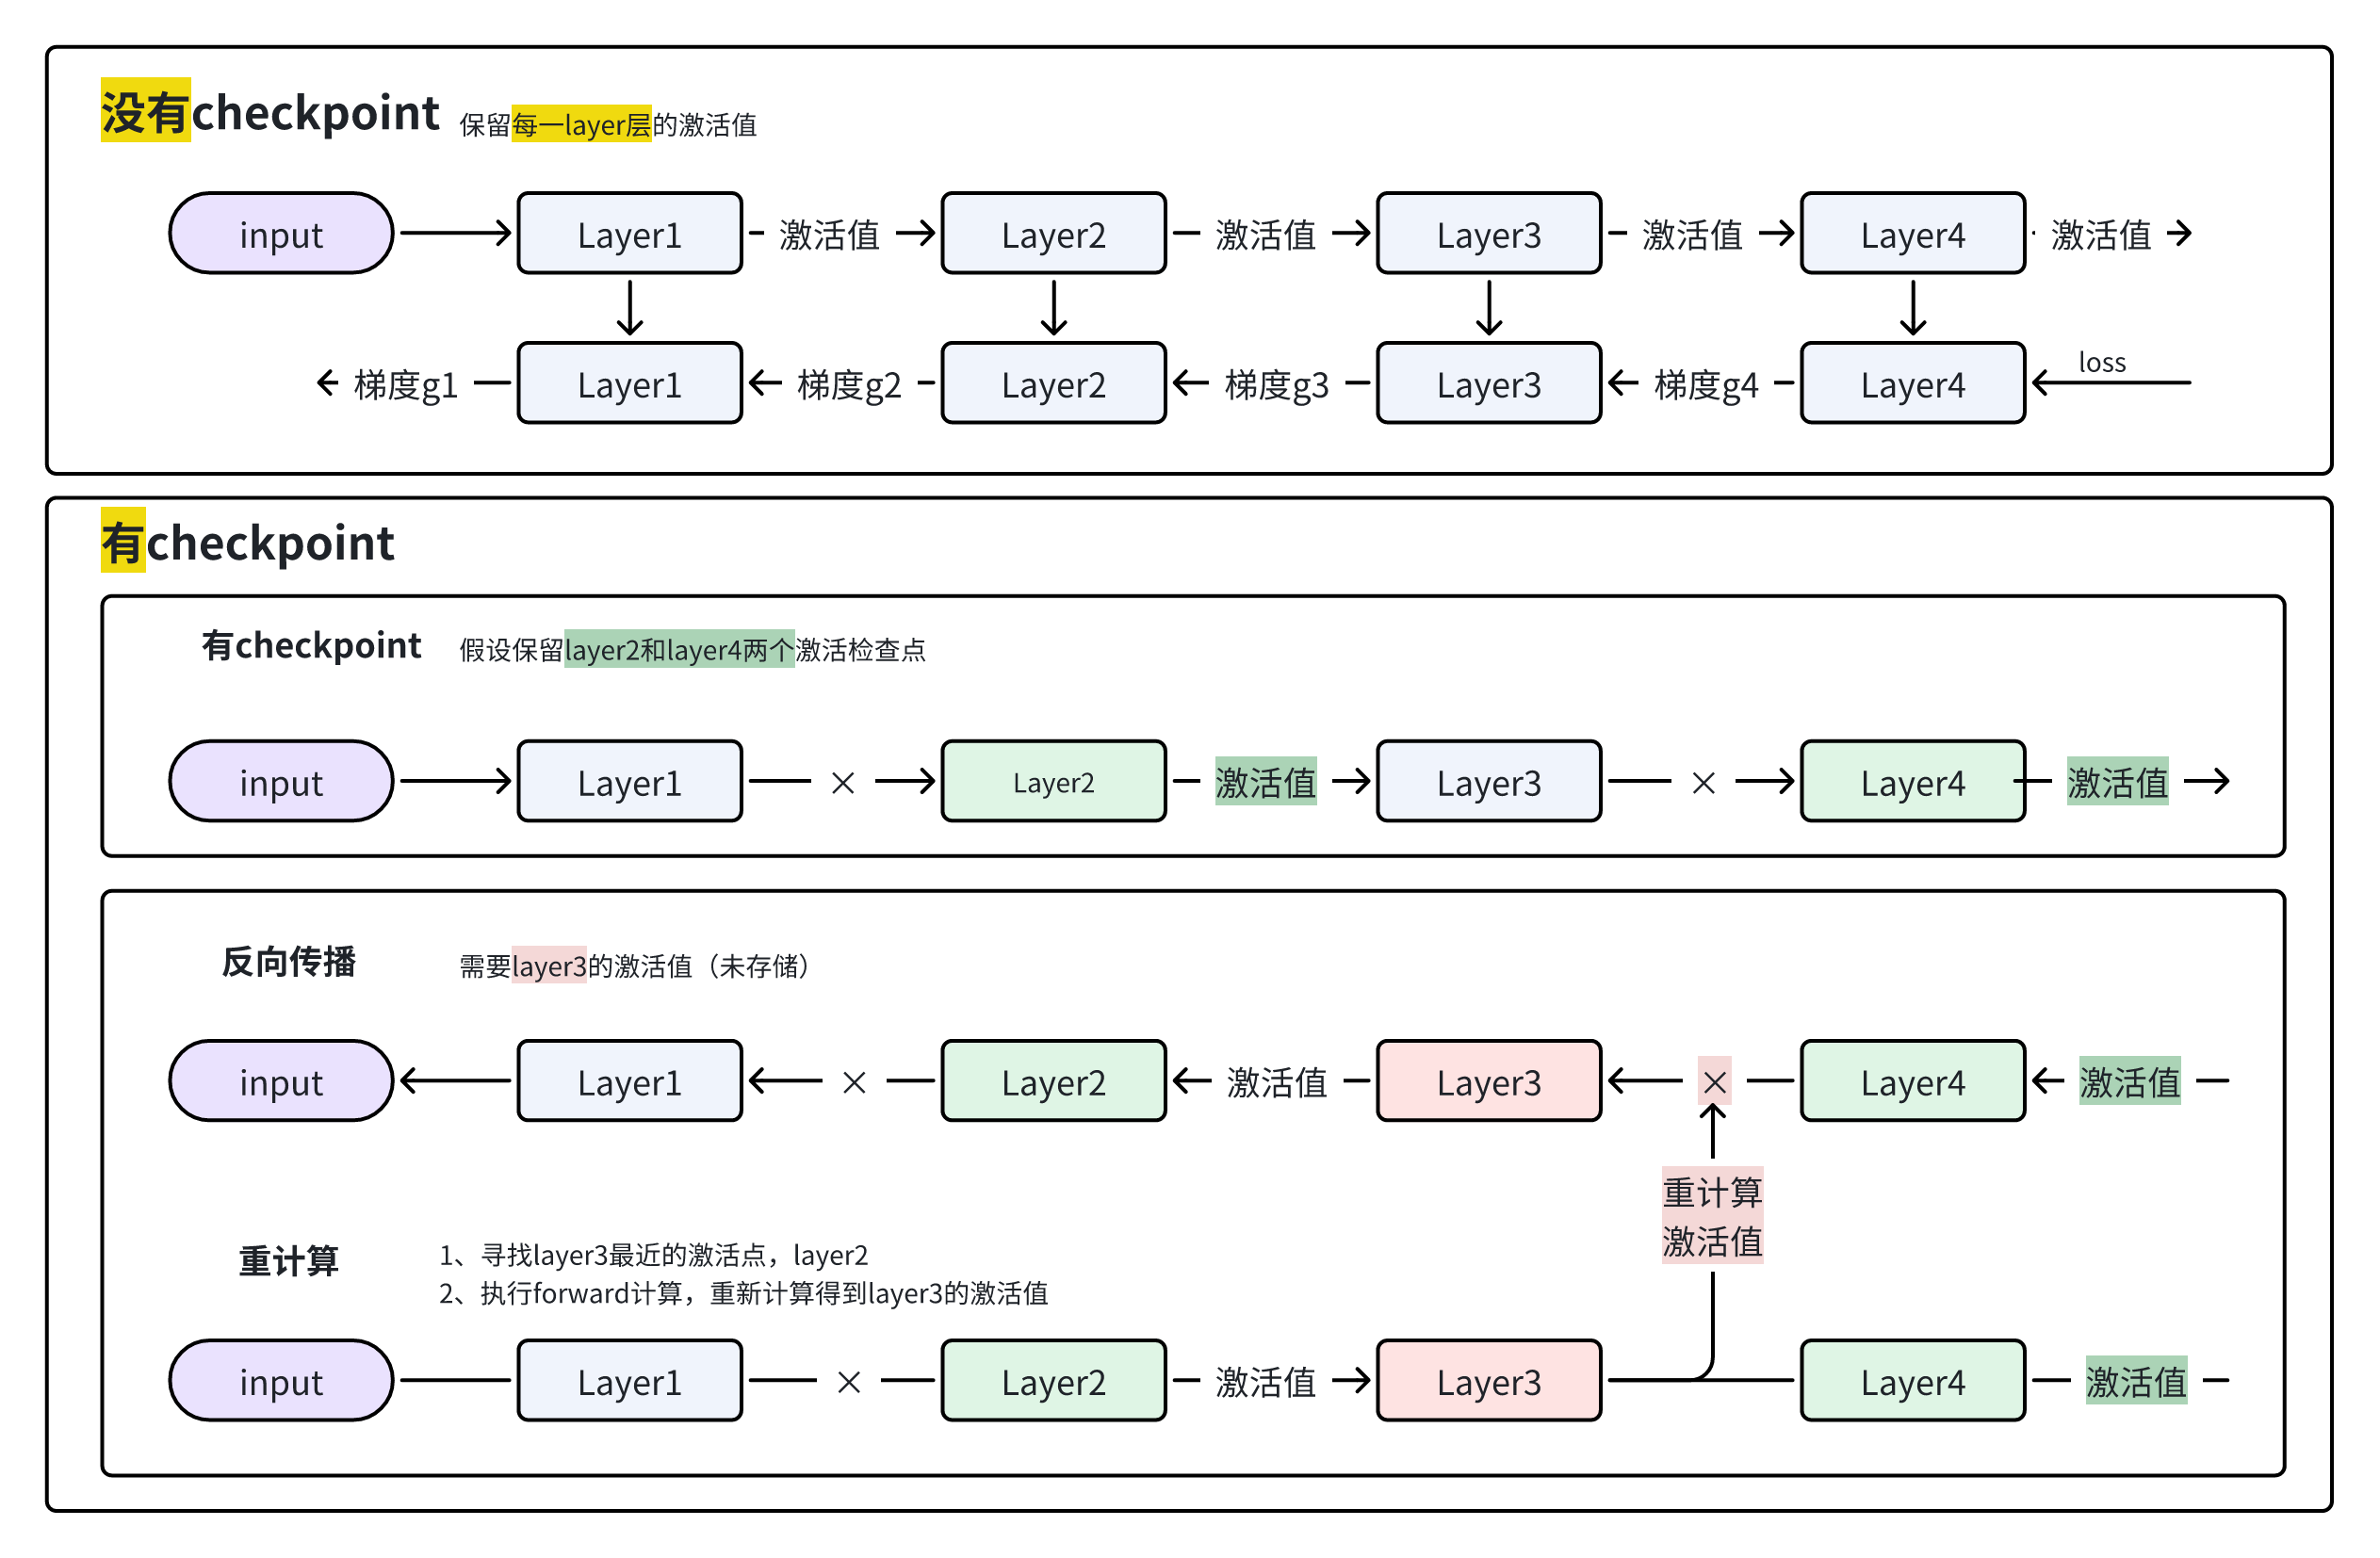 没有checkpoint 保留每一layer层的激活值
input Layer1 激活值 Layer2 激活值 Layer3 激活值 Layer4 激活值
梯度g1 Layer1 梯度g2 Layer2 梯度g3 Layer3 梯度g4 Layer4 loss
有checkpoint
有checkpoint 假设保留layer2和layer4两个激活检查点
input Layer1 × Layer2 激活值 Layer3 × Layer4 激活值
反向传播 需要layer3的激活值（未存储）
input Layer1 × Layer2 激活值 Layer3 × Layer4 激活值
重计算
激活值
重计算
1、寻找layer3最近的激活点，layer2
2、执行forward计算，重新计算得到layer3的激活值
input Layer1 × Layer2 激活值 Layer3 Layer4 激活值